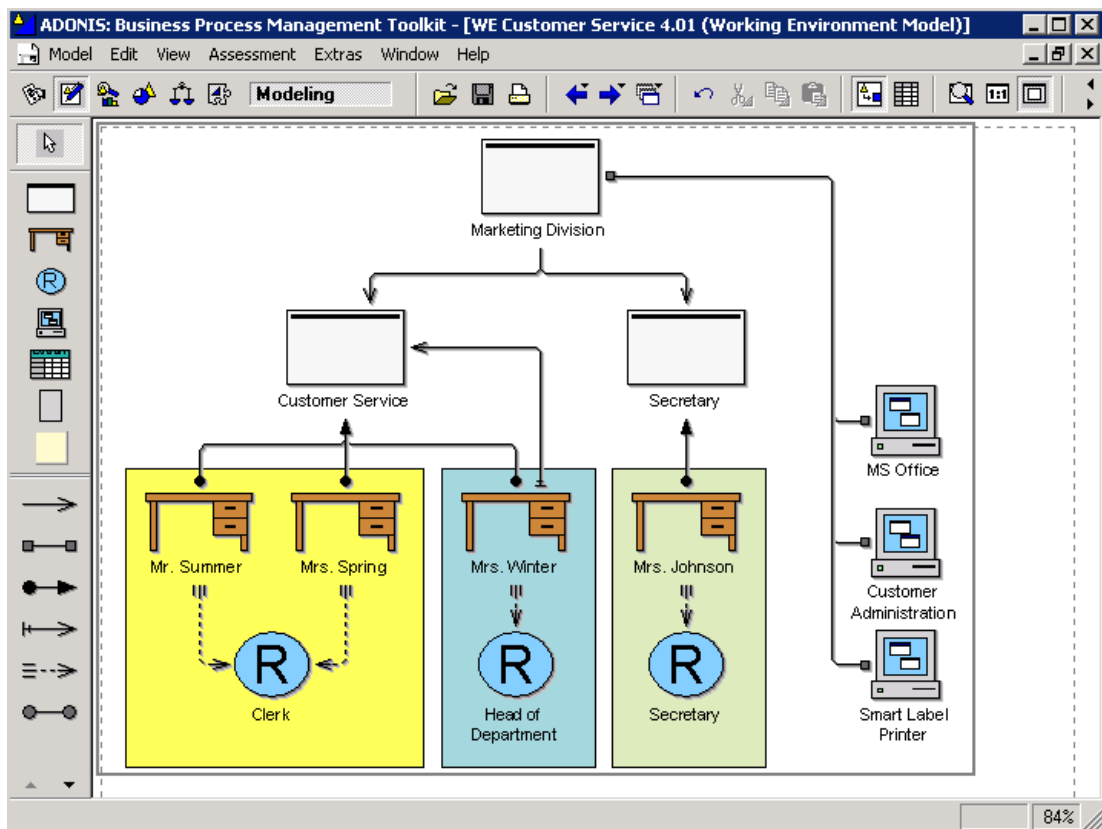 ADONIS: Business Process Management Toolkit - [WE Customer Service 4.01 (Working Environment Model)]
Model Edit View Assessment Extras Window Help
Modeling
1:1
R
Marketing Division
Customer Service
Secretary
MS Office
Mr. Summer
Mrs. Spring
Mrs. Winter
Mrs. Johnson
Customer
Administration
R
R
R
Clerk
Head of
Department
Secretary
Smart Label
Printer
84%